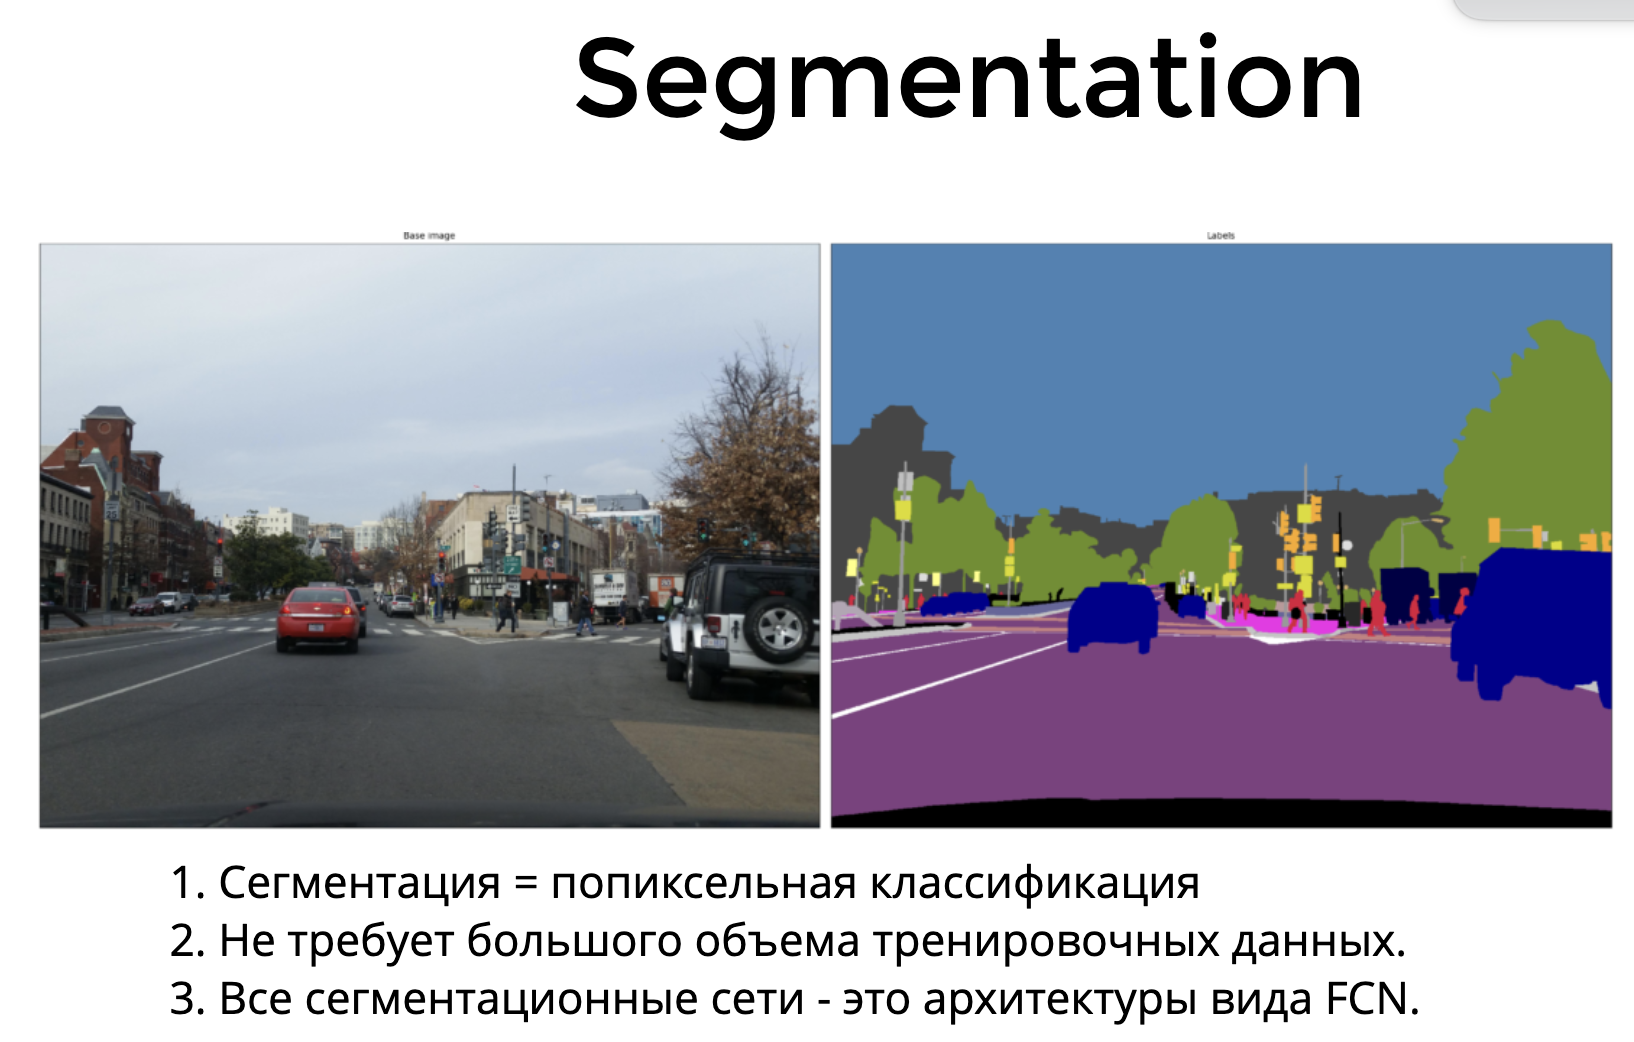 Segmentation
Base image
Labels
1. Сегментация = попиксельная классификация
2. Не требует большого объема тренировочных данных.
3. Все сегментационные сети - это архитектуры вида FCN.